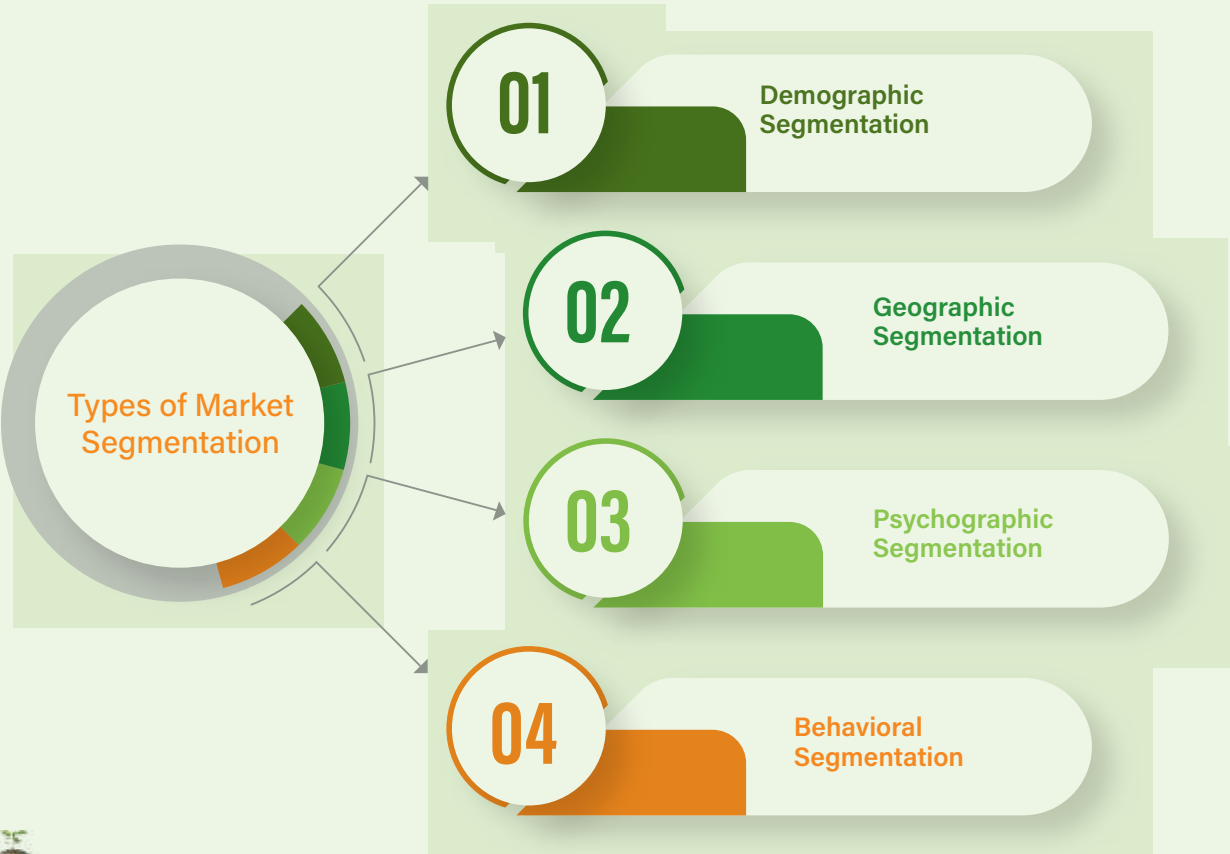 Types of Market
Segmentation
01
Demographic
Segmentation
02
Geographic
Segmentation
03
Psychographic
Segmentation
04
Behavioral
Segmentation